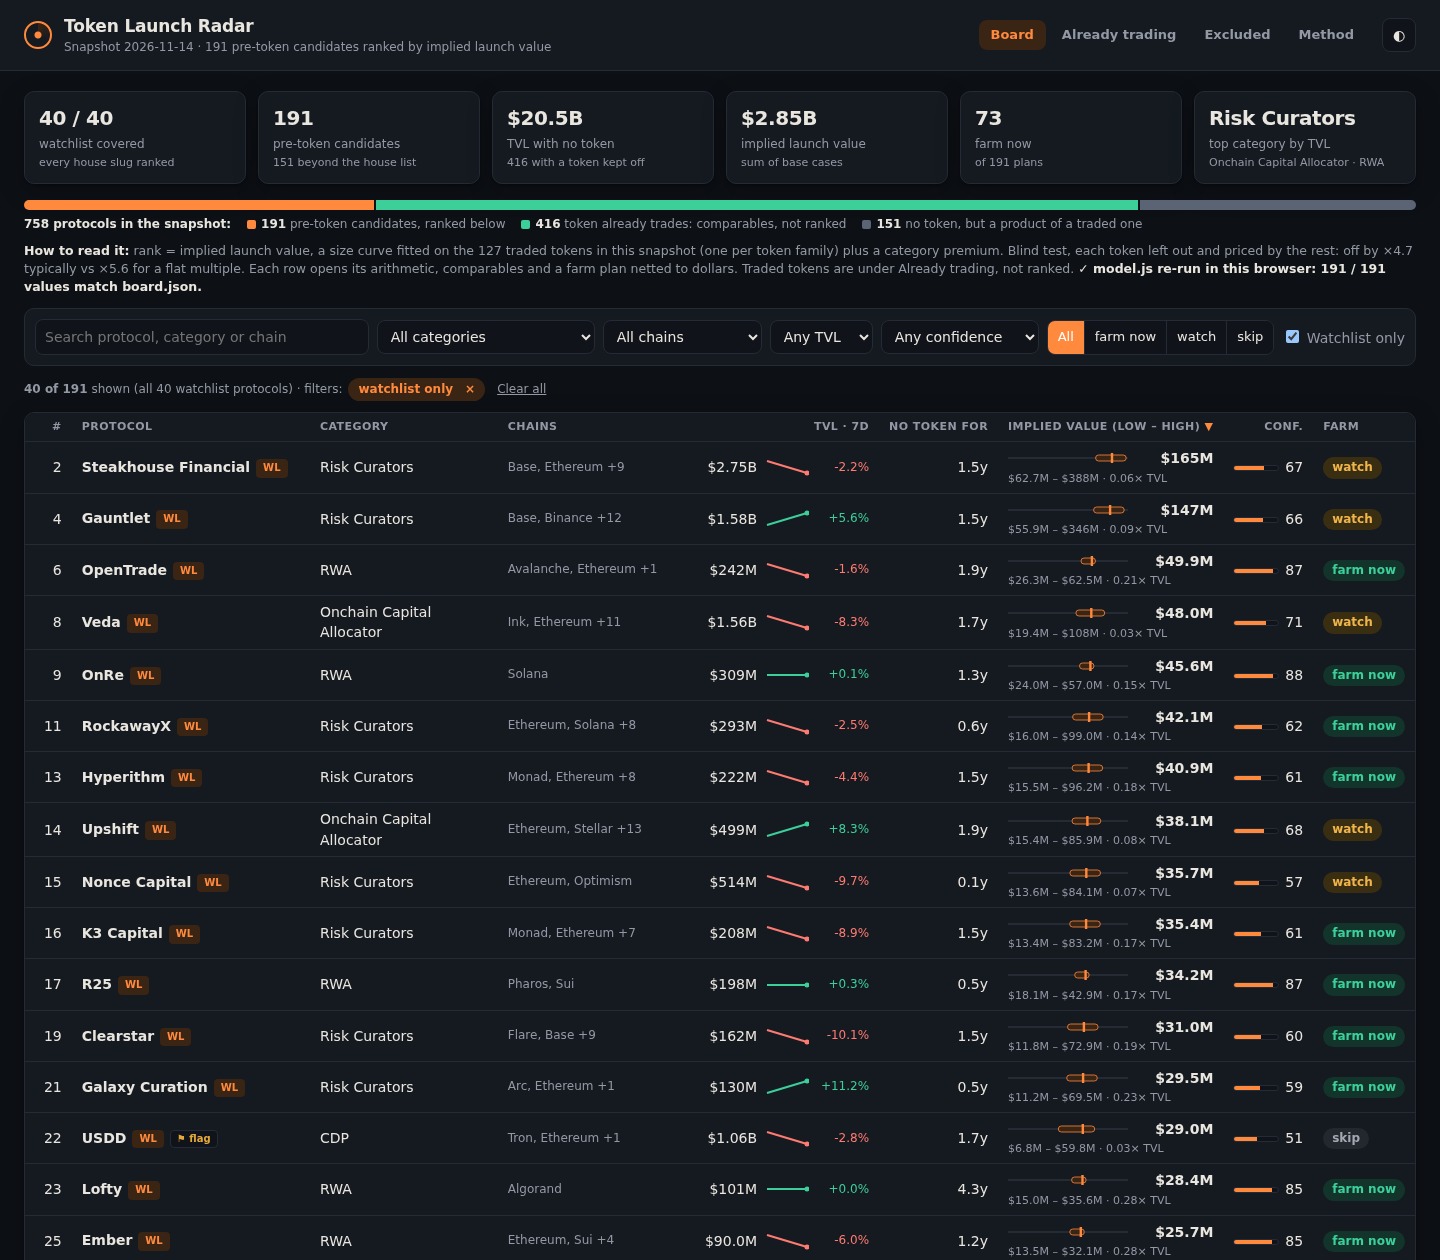 Token Launch Radar
Snapshot 2026-11-14 · 191 pre-token candidates ranked by implied launch value
Board Already trading Excluded Method
40 / 40
watchlist covered
every house slug ranked
191
pre-token candidates
151 beyond the house list
$20.5B
TVL with no token
416 with a token kept off
$2.85B
implied launch value
sum of base cases
73
farm now
of 191 plans
Risk Curators
top category by TVL
Onchain Capital Allocator · RWA
758 protocols in the snapshot: 191 pre-token candidates, ranked below 416 token already trades: comparables, not ranked 151 no token, but a product of a traded one
How to read it: rank = implied launch value, a size curve fitted on the 127 traded tokens in this snapshot (one per token family) plus a category premium. Blind test, each token left out and priced by the rest: off by ×4.7
typically vs ×5.6 for a flat multiple. Each row opens its arithmetic, comparables and a farm plan netted to dollars. Traded tokens are under Already trading, not ranked. ✓ model.js re-run in this browser: 191 / 191
values match board.json.
Search protocol, category or chain All categories All chains Any TVL Any confidence All farm now watch skip Watchlist only
40 of 191 shown (all 40 watchlist protocols) · filters: watchlist only × Clear all
# PROTOCOL CATEGORY CHAINS TVL · 7D NO TOKEN FOR IMPLIED VALUE (LOW – HIGH) ▼ CONF. FARM
2 Steakhouse Financial WL Risk Curators Base, Ethereum +9 $2.75B -2.2% 1.5y $165M 67 watch
$62.7M – $388M · 0.06× TVL
4 Gauntlet WL Risk Curators Base, Binance +12 $1.58B +5.6% 1.5y $147M 66 watch
$55.9M – $346M · 0.09× TVL
6 OpenTrade WL RWA Avalanche, Ethereum +1 $242M -1.6% 1.9y $49.9M 87 farm now
$26.3M – $62.5M · 0.21× TVL
8 Veda WL Onchain Capital Allocator Ink, Ethereum +11 $1.56B -8.3% 1.7y $48.0M 71 watch
$19.4M – $108M · 0.03× TVL
9 OnRe WL RWA Solana $309M +0.1% 1.3y $45.6M 88 farm now
$24.0M – $57.0M · 0.15× TVL
11 RockawayX WL Risk Curators Ethereum, Solana +8 $293M -2.5% 0.6y $42.1M 62 farm now
$16.0M – $99.0M · 0.14× TVL
13 Hyperithm WL Risk Curators Monad, Ethereum +8 $222M -4.4% 1.5y $40.9M 61 farm now
$15.5M – $96.2M · 0.18× TVL
14 Upshift WL Onchain Capital Allocator Ethereum, Stellar +13 $499M +8.3% 1.9y $38.1M 68 watch
$15.4M – $85.9M · 0.08× TVL
15 Nonce Capital WL Risk Curators Ethereum, Optimism $514M -9.7% 0.1y $35.7M 57 watch
$13.6M – $84.1M · 0.07× TVL
16 K3 Capital WL Risk Curators Monad, Ethereum +7 $208M -8.9% 1.5y $35.4M 61 farm now
$13.4M – $83.2M · 0.17× TVL
17 R25 WL RWA Pharos, Sui $198M +0.3% 0.5y $34.2M 87 farm now
$18.1M – $42.9M · 0.17× TVL
19 Clearstar WL Risk Curators Flare, Base +9 $162M -10.1% 1.5y $31.0M 60 farm now
$11.8M – $72.9M · 0.19× TVL
21 Galaxy Curation WL Risk Curators Arc, Ethereum +1 $130M +11.2% 0.5y $29.5M 59 farm now
$11.2M – $69.5M · 0.23× TVL
22 USDD WL ⚑ flag CDP Tron, Ethereum +1 $1.06B -2.8% 1.7y $29.0M 51 skip
$6.8M – $59.8M · 0.03× TVL
23 Lofty WL RWA Algorand $101M +0.0% 4.3y $28.4M 85 farm now
$15.0M – $35.6M · 0.28× TVL
25 Ember WL RWA Ethereum, Sui +4 $90.0M -6.0% 1.2y $25.7M 85 farm now
$13.5M – $32.1M · 0.28× TVL